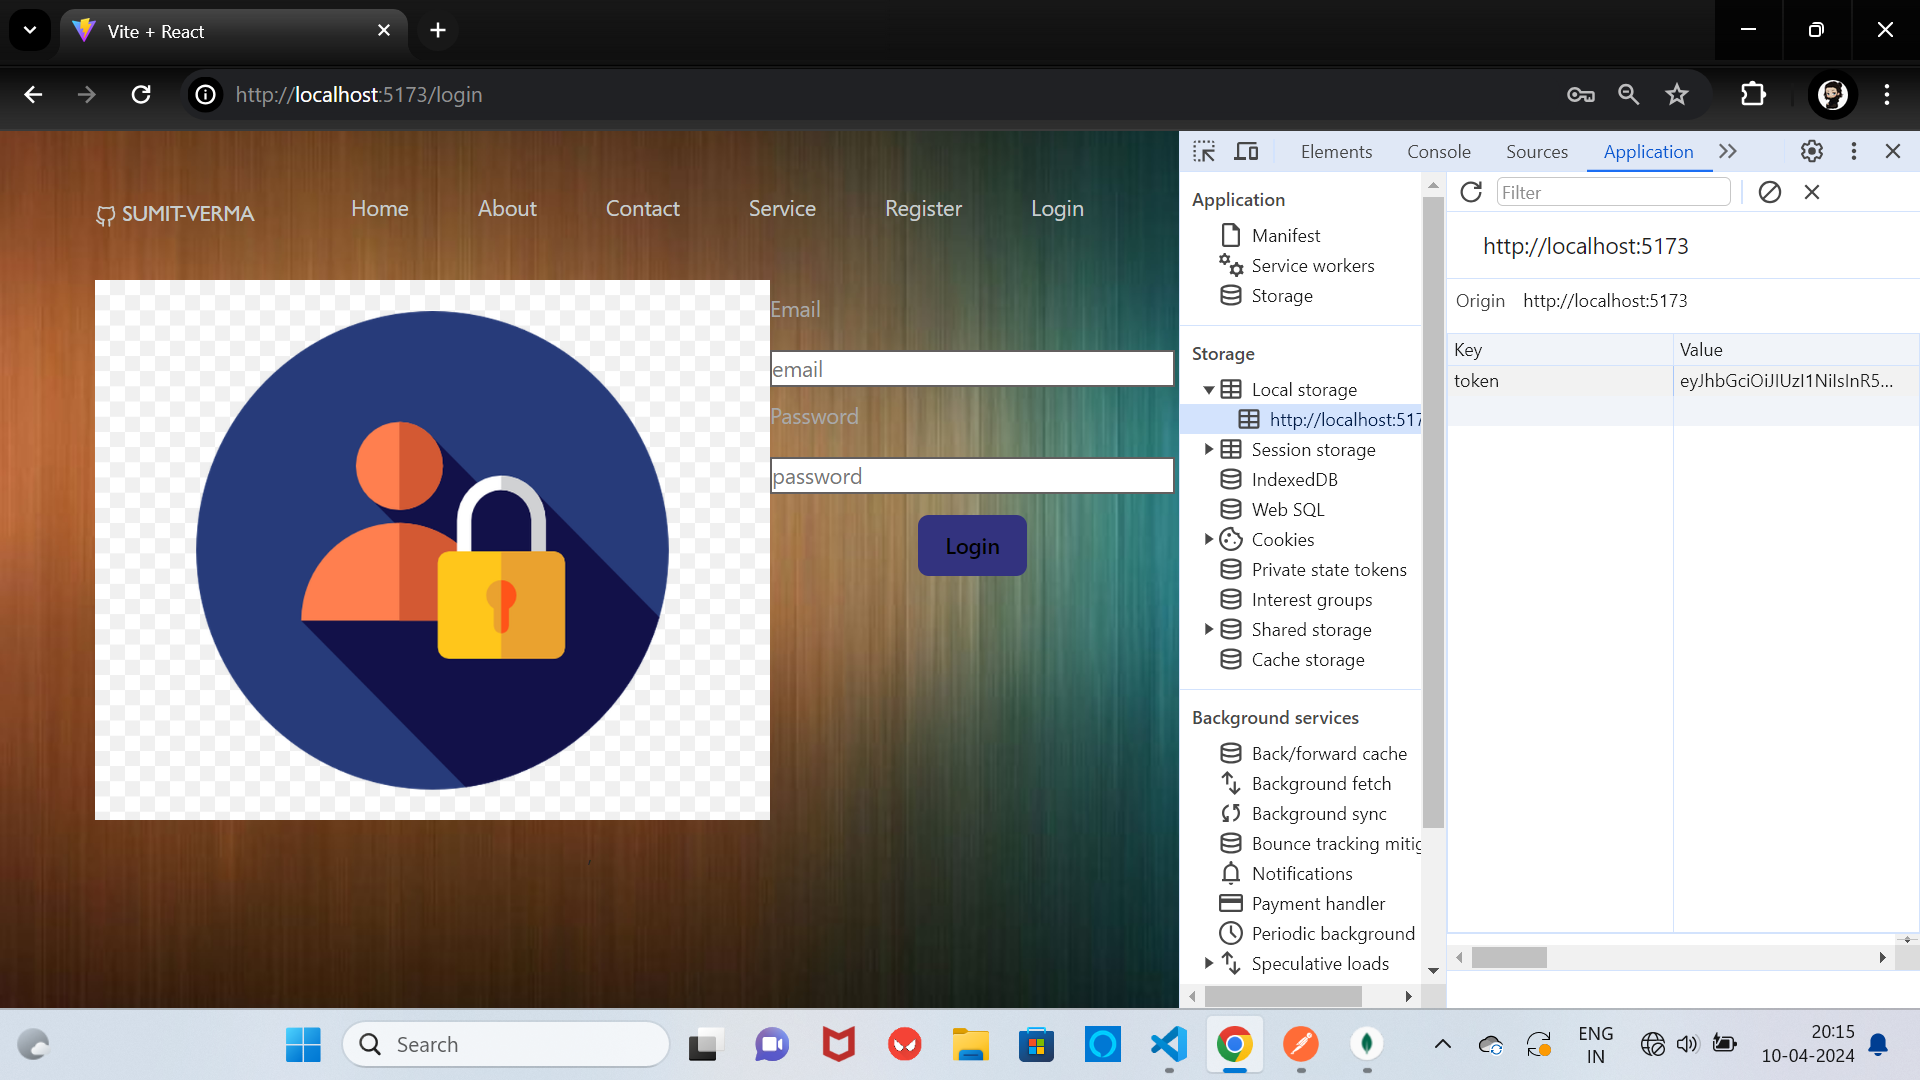 Vite + React
http://localhost:5173/login
SUMIT-VERMA
Home
About
Contact
Service
Register
Login
Email
email
Password
password
Login
Elements
Console
Sources
Application
Application
Manifest
Service workers
Storage
Storage
Local storage
http://localhost:517
Session storage
IndexedDB
Web SQL
Cookies
Private state tokens
Interest groups
Shared storage
Cache storage
Background services
Back/forward cache
Background fetch
Background sync
Bounce tracking mitig
Notifications
Payment handler
Periodic background
Speculative loads
Filter
http://localhost:5173
Origin http://localhost:5173
Key Value
token eyJhbGciOiJIUzI1NiIsInR5...
Search
ENG
IN
20:15
10-04-2024